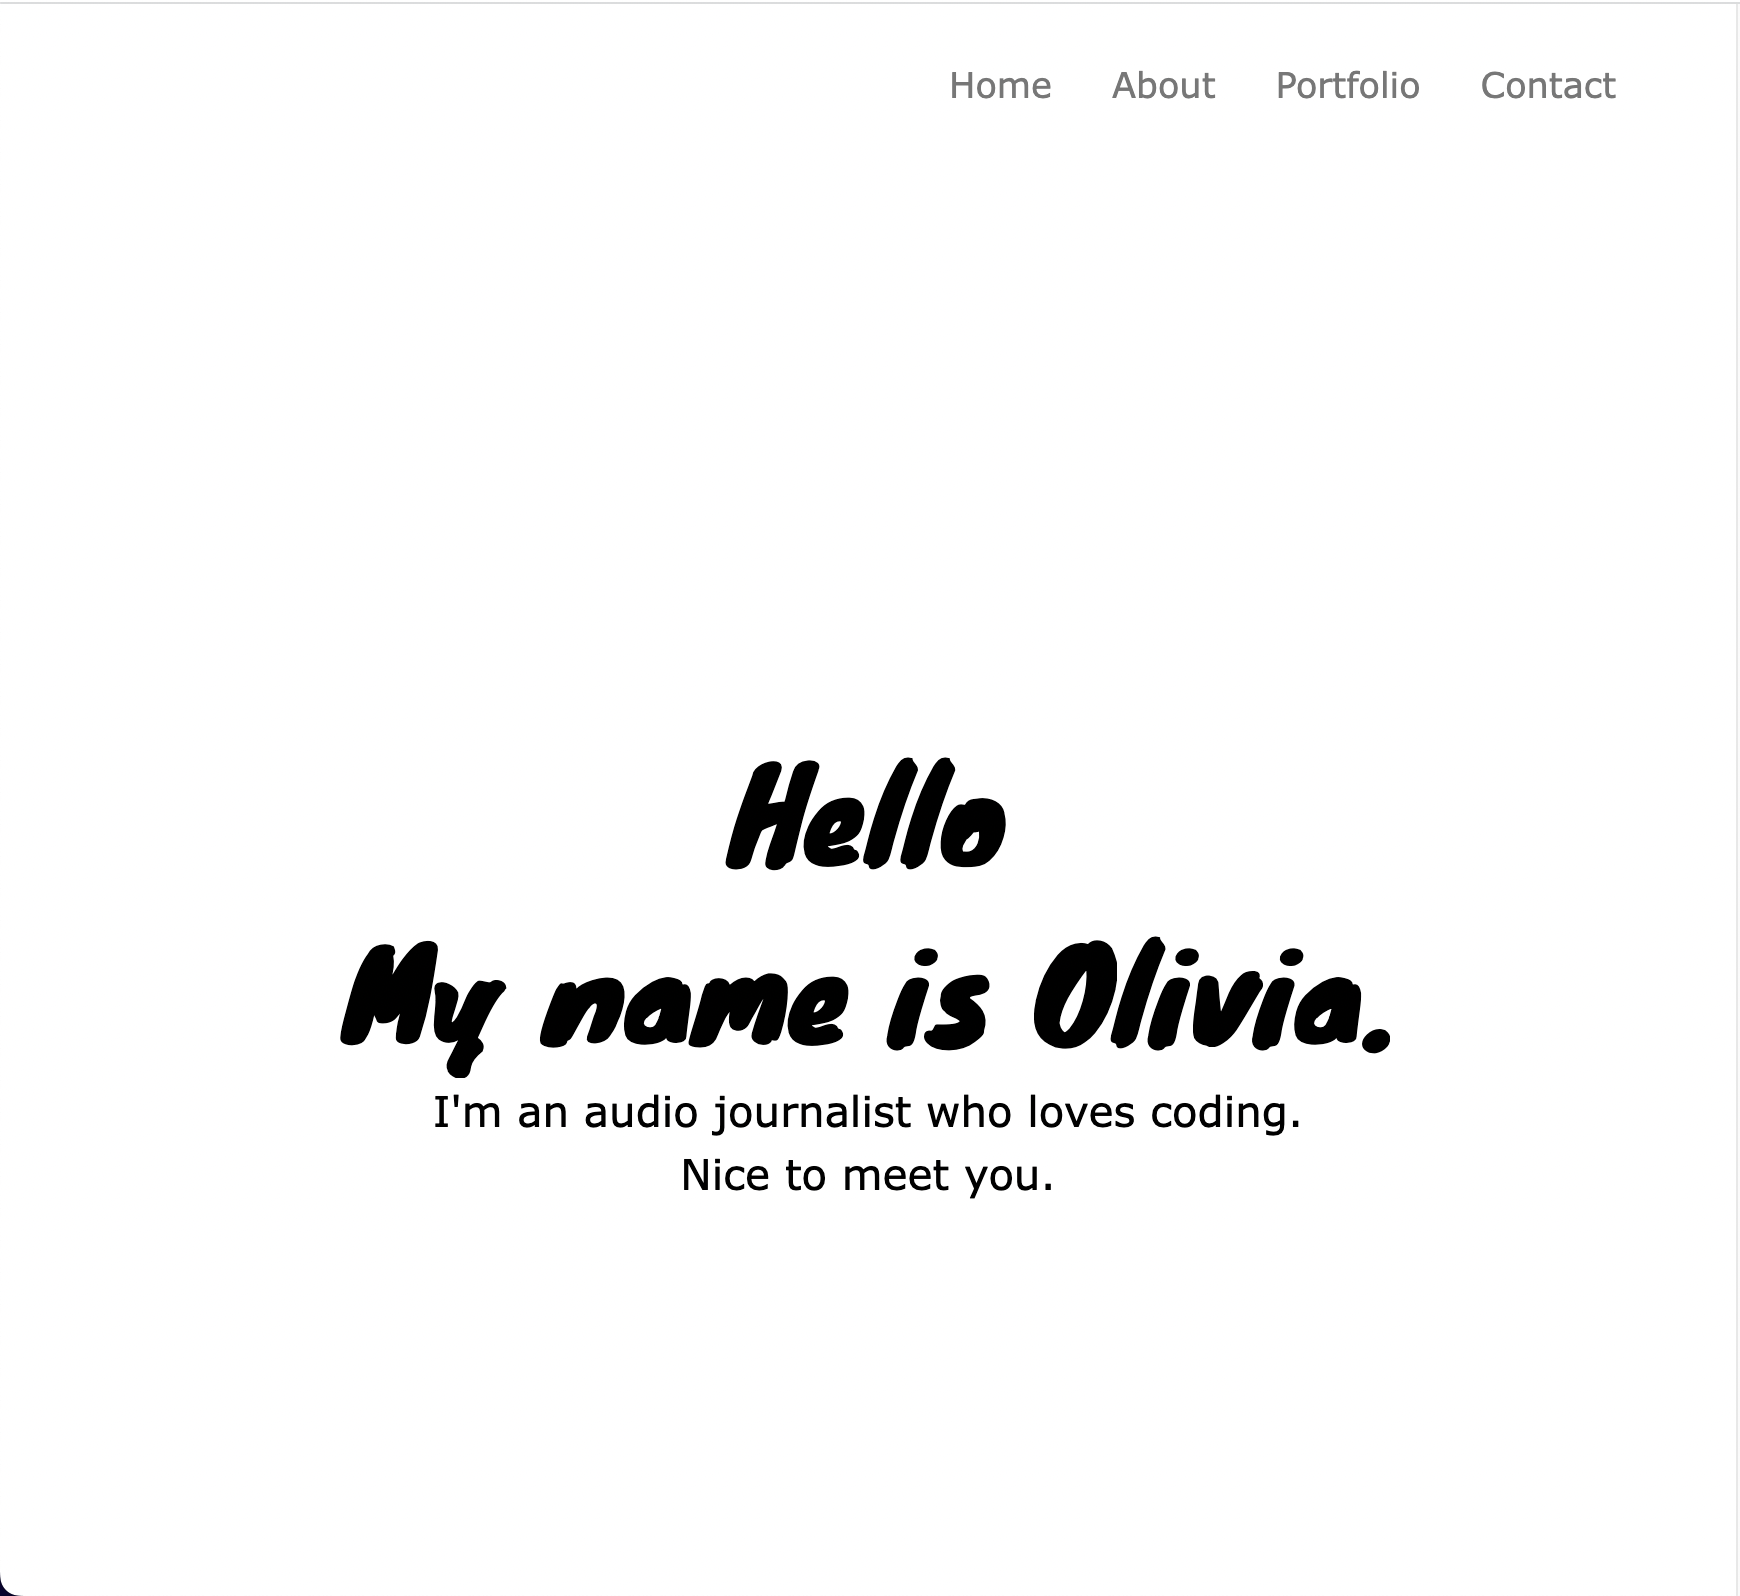 Home About Portfolio Contact
Hello
My name is Olivia.
I'm an audio journalist who loves coding.
Nice to meet you.